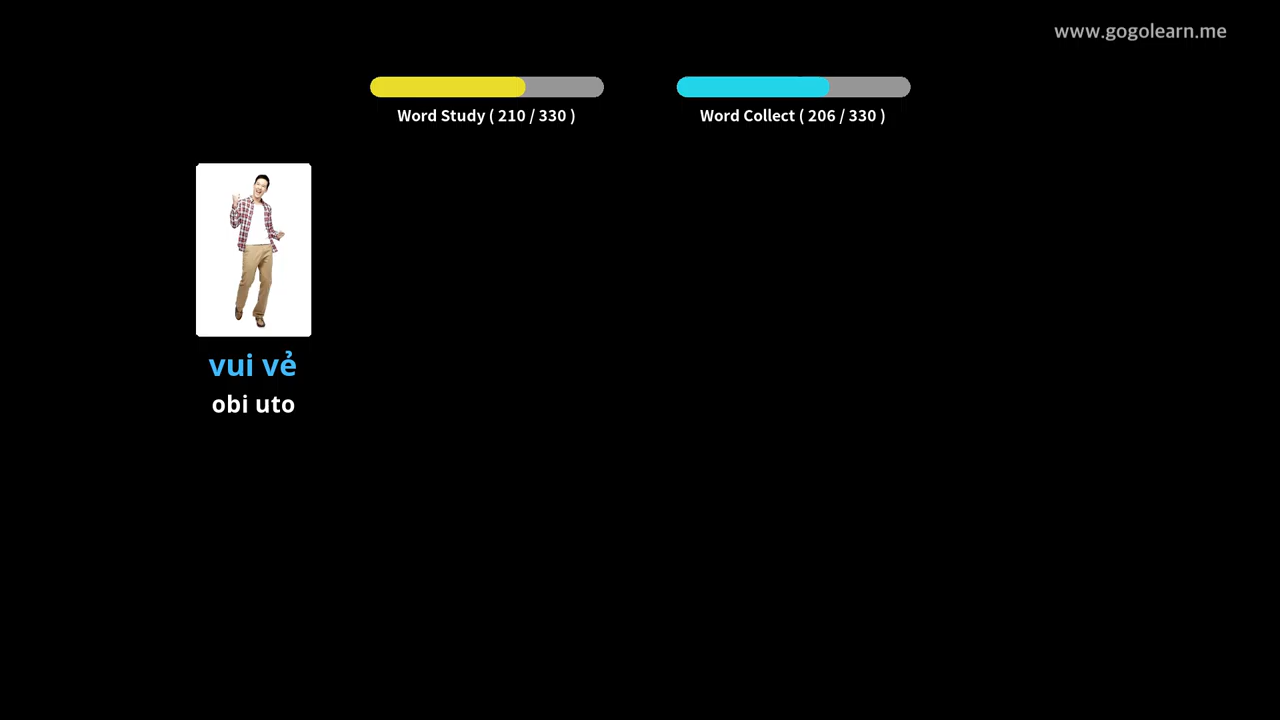 www.gogolearn.me
Word Study ( 210 / 330 )
Word Collect ( 206 / 330 )
vui vẻ
obi uto